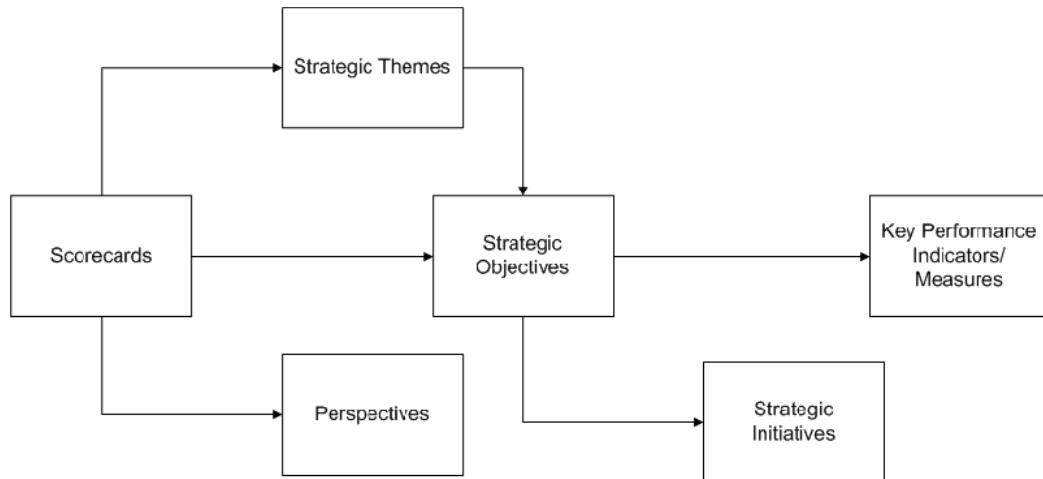 Strategic Themes
Scorecards
Strategic
Objectives
Key Performance
Indicators/
Measures
Perspectives
Strategic
Initiatives